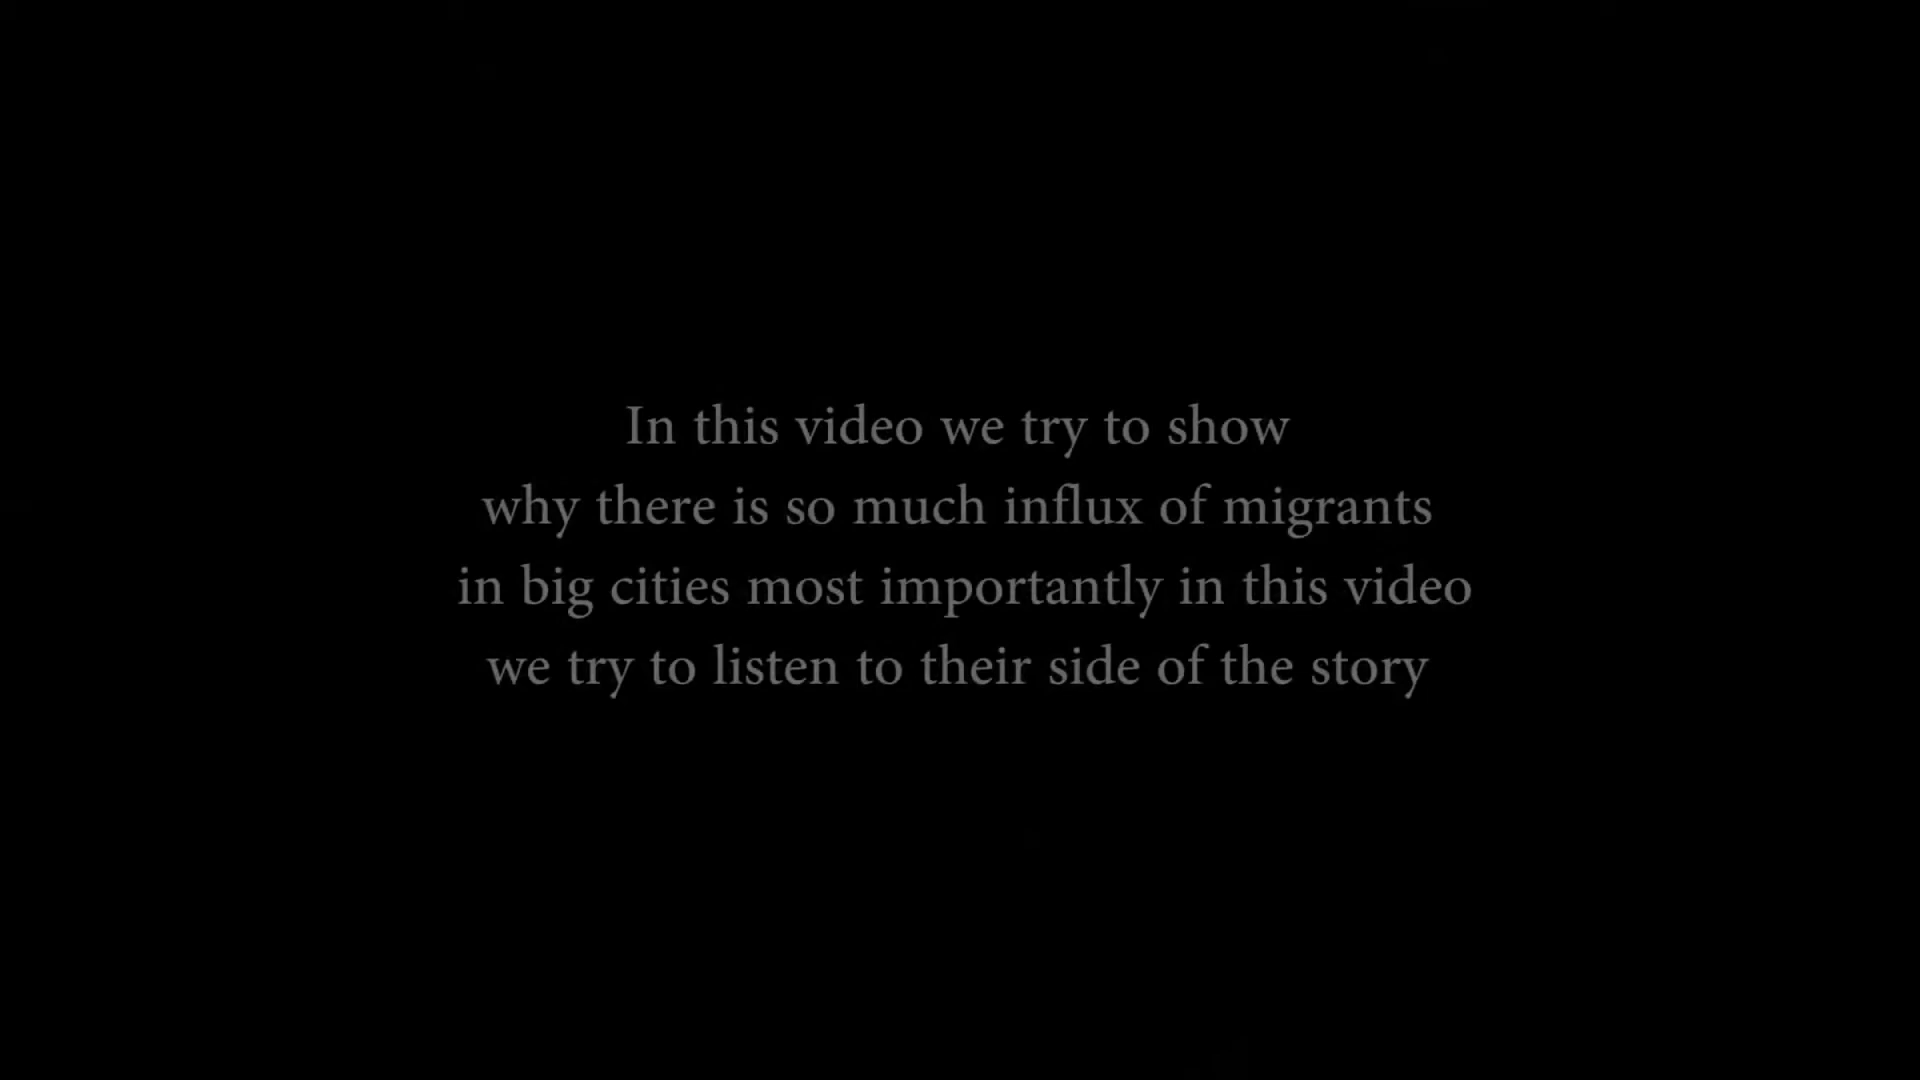 In this video we try to show
why there is so much influx of migrants
in big cities most importantly in this video
we try to listen to their side of the story